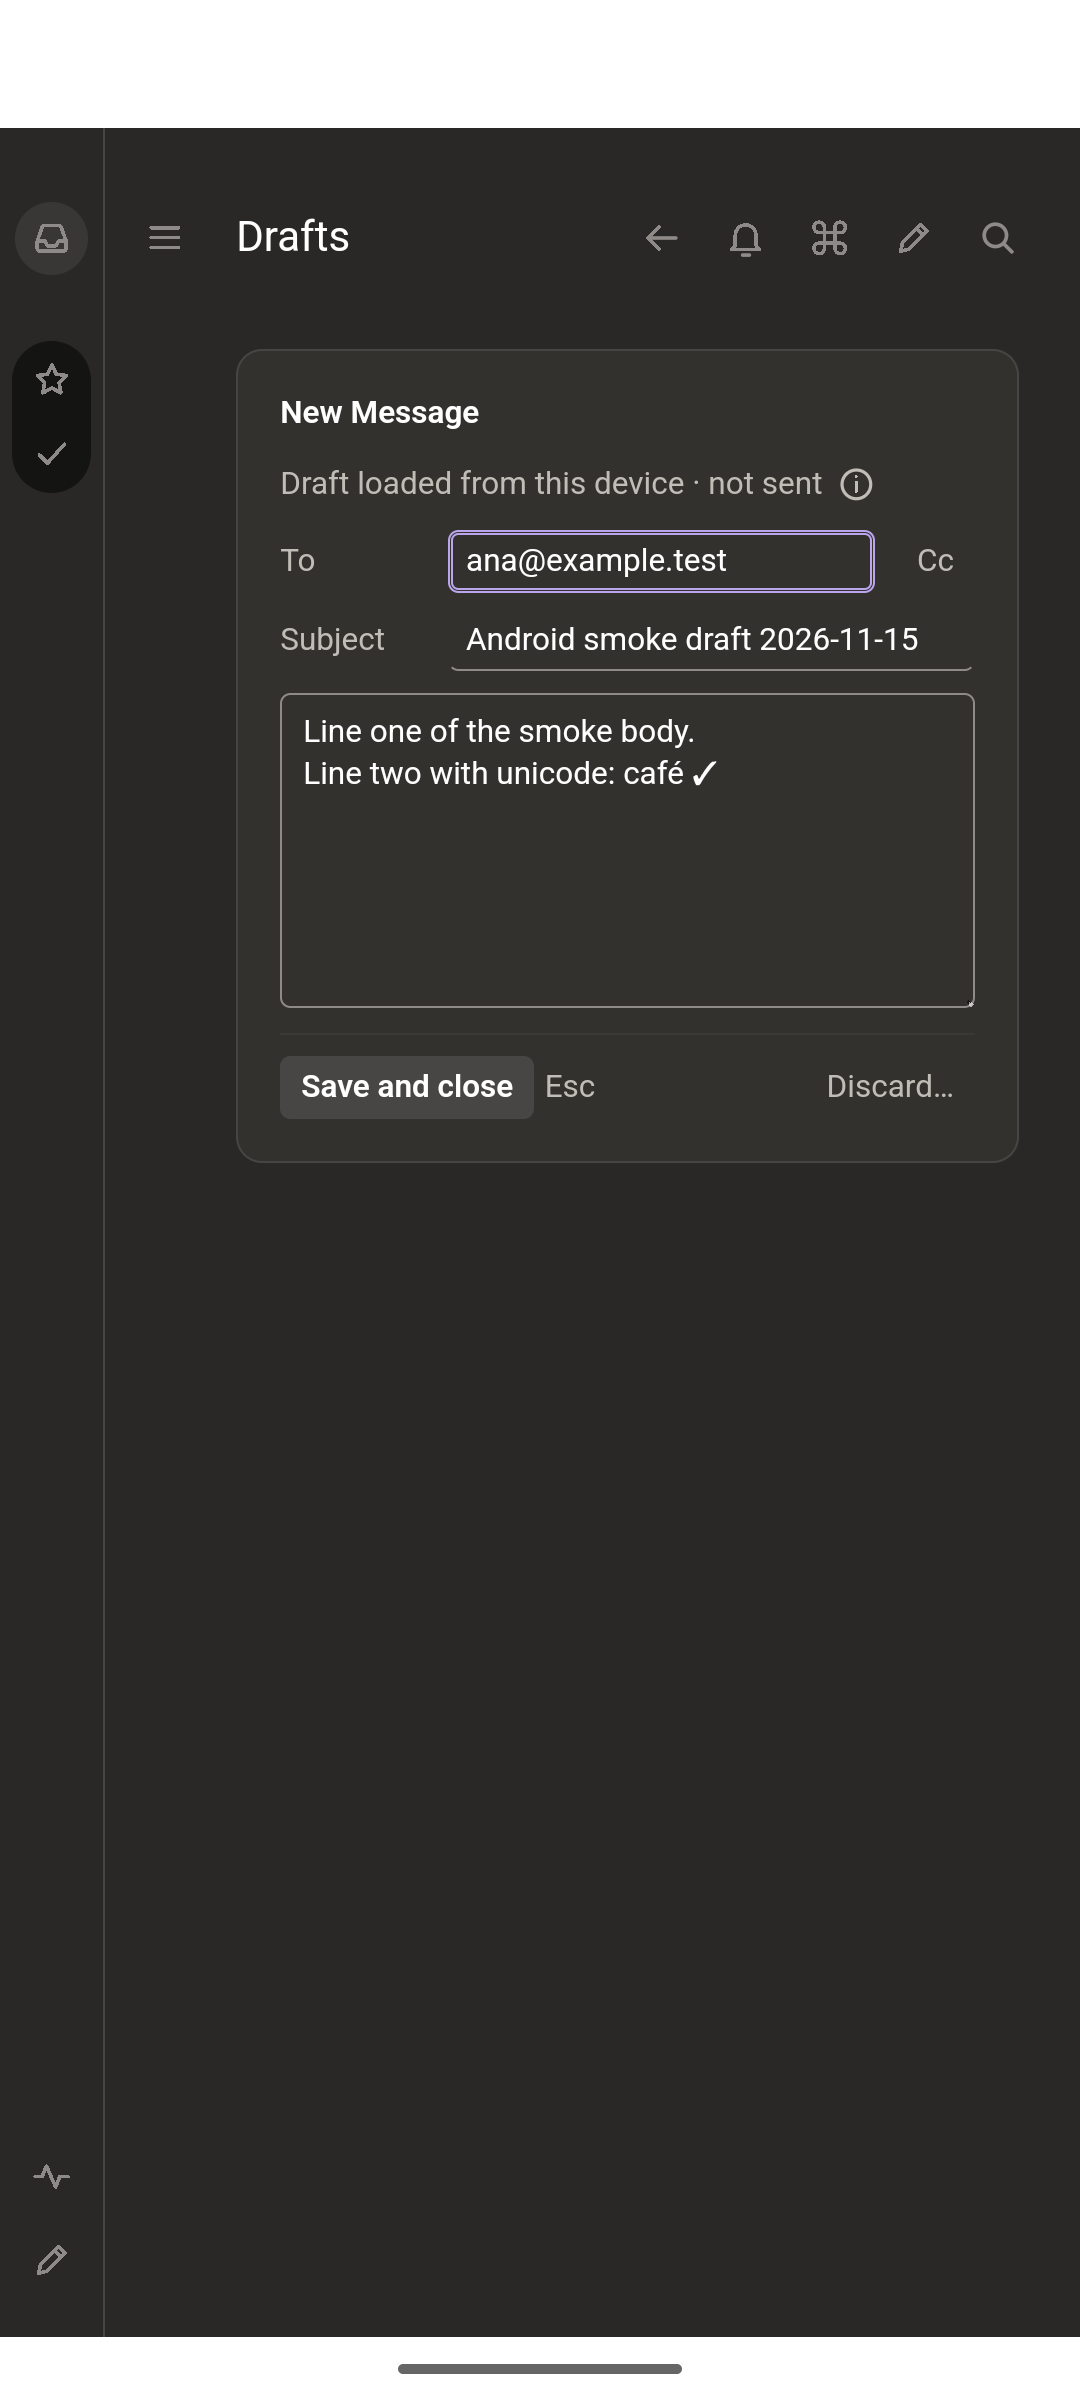 Drafts
New Message
Draft loaded from this device · not sent
To
ana@example.test
Cc
Subject
Android smoke draft 2026-11-15
Line one of the smoke body.
Line two with unicode: café ✓
Save and close
Esc
Discard…